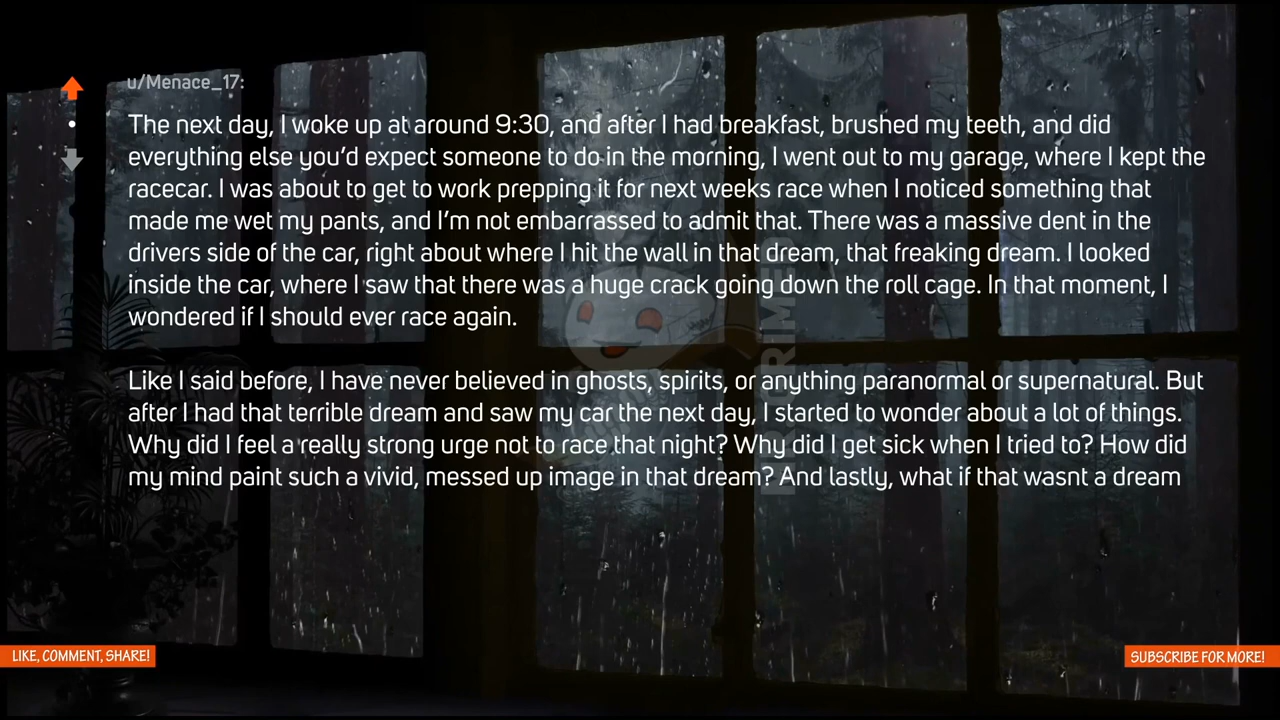 u/Menace_17:
The next day, I woke up at around 9:30, and after I had breakfast, brushed my teeth, and did
everything else you'd expect someone to do in the morning, I went out to my garage, where I kept the
racecar. I was about to get to work prepping it for next weeks race when I noticed something that
made me wet my pants, and I'm not embarrassed to admit that. There was a massive dent in the
drivers side of the car, right about where I hit the wall in that dream, that freaking dream. I looked
inside the car, where I saw that there was a huge crack going down the roll cage. In that moment, I
wondered if I should ever race again.
Like I said before, I have never believed in ghosts, spirits, or anything paranormal or supernatural. But
after I had that terrible dream and saw my car the next day, I started to wonder about a lot of things.
Why did I feel a really strong urge not to race that night? Why did I get sick when I tried to? How did
my mind paint such a vivid, messed up image in that dream? And lastly, what if that wasnt a dream
LIKE, COMMENT, SHARE!
SUBSCRIBE FOR MORE!